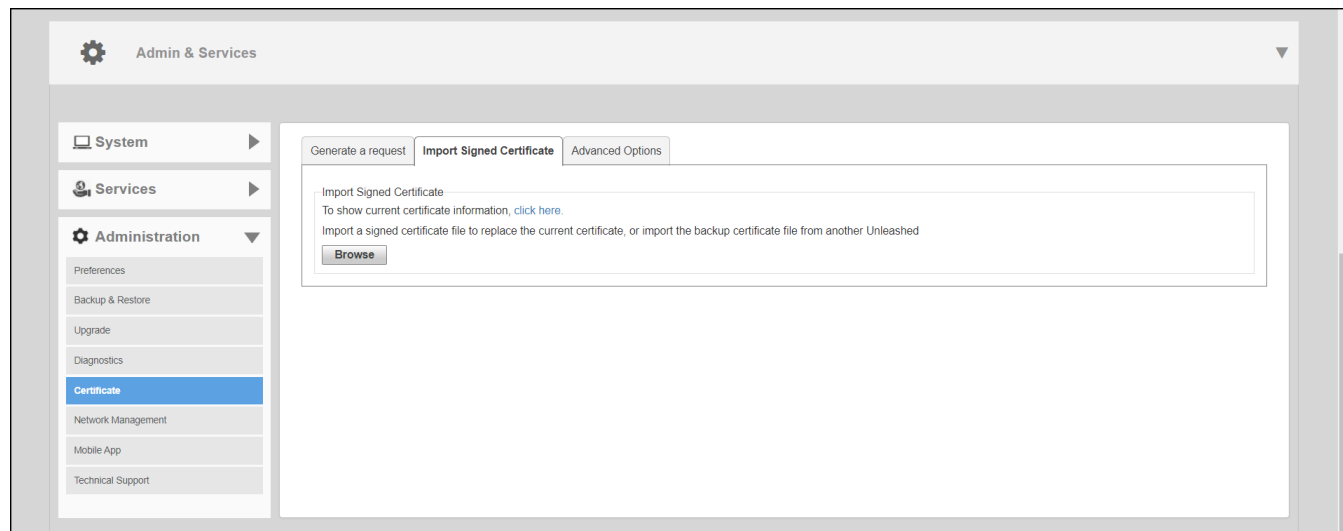 Admin & Services
System
Services
Administration
Preferences
Backup & Restore
Upgrade
Diagnostics
Certificate
Network Management
Mobile App
Technical Support
Generate a request
Import Signed Certificate
Advanced Options
Import Signed Certificate
To show current certificate information, click here.
Import a signed certificate file to replace the current certificate, or import the backup certificate file from another Unleashed
Browse